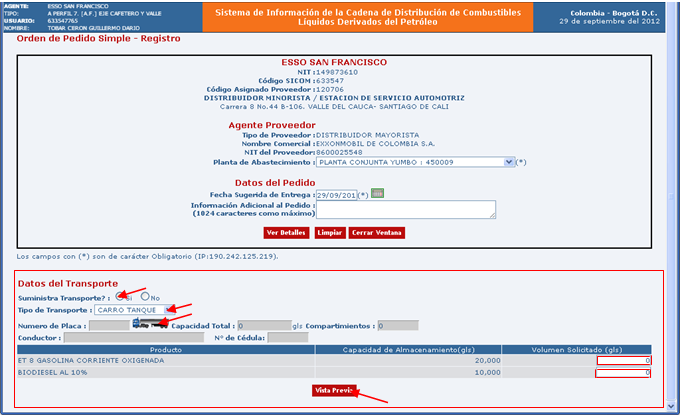 AGENTE: ESSO SAN FRANCISCO
TIPO: A PERFIL, 7. [A.F.] EJE CAFETERO Y VALLE
USUARIO: 633547765
NOMBRE: TOBAR CERON GUILLERMO DARIO
Sistema de Información de la Cadena de Distribución de Combustibles
Líquidos Derivados del Petróleo
Colombia - Bogotá D.C.
29 de septiembre del 2012
Orden de Pedido Simple - Registro
ESSO SAN FRANCISCO
NIT :149873610
Código SICOM :633547
Código Asignado Proveedor :120706
DISTRIBUIDOR MINORISTA / ESTACION DE SERVICIO AUTOMOTRIZ
Carrera 8 No.44 B-106. VALLE DEL CAUCA- SANTIAGO DE CALI
Agente Proveedor
Tipo de Proveedor :DISTRIBUIDOR MAYORISTA
Nombre Comercial :EXXONMOBIL DE COLOMBIA S.A.
NIT del Proveedor:8600025548
Planta de Abastecimiento : PLANTA CONJUNTA YUMBO : 450009 (*)
Datos del Pedido
Fecha Sugerida de Entrega : 29/09/201 (*)
Información Adicional al Pedido :
(1024 caracteres como máximo)
Ver Detalles Limpiar Cerrar Ventana
Los campos con (*) son de carácter Obligatorio (IP:190.242.125.219).
Datos del Transporte
Suministra Transporte? : Si No
Tipo de Transporte : CARRO TANQUE
Numero de Placa : Capacidad Total : 0 gls Compartimientos : 0
Conductor : N° de Cédula:
Producto Capacidad de Almacenamiento(gls) Volumen Solicitado (gls)
ET 8 GASOLINA CORRIENTE OXIGENADA 20,000 0
BIODIESEL AL 10% 10,000 0
Vista Previa